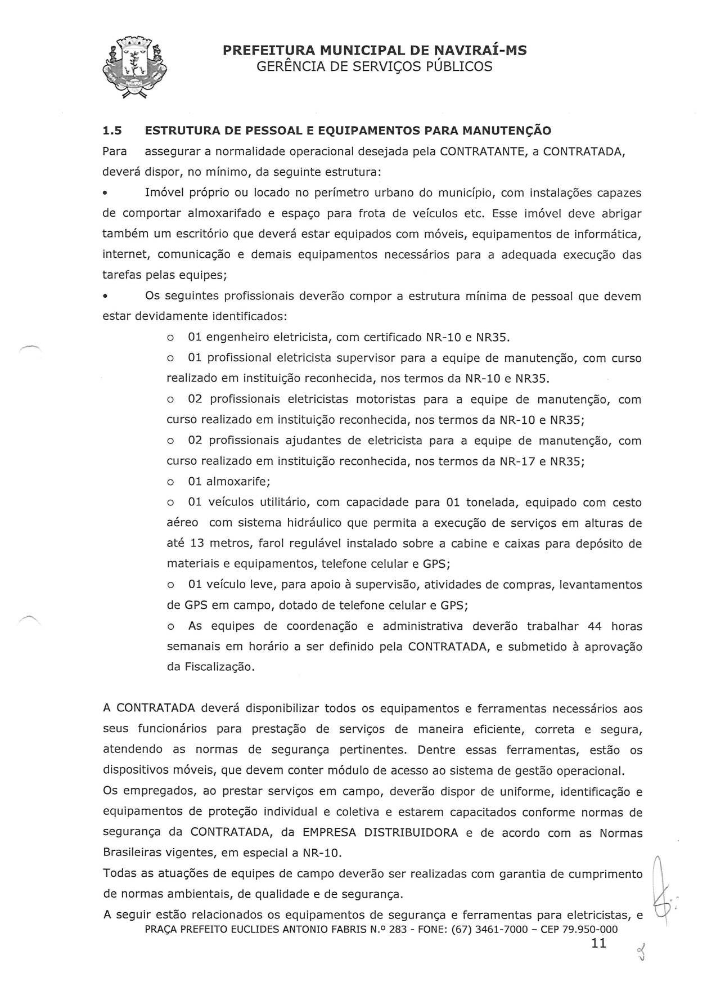 PREFEITURA MUNICIPAL DE NAVIRAÍ-MS
GERÊNCIA DE SERVIÇOS PÚBLICOS
1.5 ESTRUTURA DE PESSOAL E EQUIPAMENTOS PARA MANUTENÇÃO
Para assegurar a normalidade operacional desejada pela CONTRATANTE, a CONTRATADA,
deverá dispor, no mínimo, da seguinte estrutura:
• Imóvel próprio ou locado no perímetro urbano do município, com instalações capazes
de comportar almoxarifado e espaço para frota de veículos etc. Esse imóvel deve abrigar
também um escritório que deverá estar equipados com móveis, equipamentos de informática,
internet, comunicação e demais equipamentos necessários para a adequada execução das
tarefas pelas equipes;
• Os seguintes profissionais deverão compor a estrutura mínima de pessoal que devem
estar devidamente identificados:
o 01 engenheiro eletricista, com certificado NR-10 e NR35.
o 01 profissional eletricista supervisor para a equipe de manutenção, com curso
realizado em instituição reconhecida, nos termos da NR-10 e NR35.
o 02 profissionais eletricistas motoristas para a equipe de manutenção, com
curso realizado em instituição reconhecida, nos termos da NR-10 e NR35;
o 02 profissionais ajudantes de eletricista para a equipe de manutenção, com
curso realizado em instituição reconhecida, nos termos da NR-17 e NR35;
o 01 almoxarife;
o 01 veículos utilitário, com capacidade para 01 tonelada, equipado com cesto
aéreo com sistema hidráulico que permita a execução de serviços em alturas de
até 13 metros, farol regulável instalado sobre a cabine e caixas para depósito de
materiais e equipamentos, telefone celular e GPS;
o 01 veículo leve, para apoio à supervisão, atividades de compras, levantamentos
de GPS em campo, dotado de telefone celular e GPS;
o As equipes de coordenação e administrativa deverão trabalhar 44 horas
semanais em horário a ser definido pela CONTRATADA, e submetido à aprovação
da Fiscalização.
A CONTRATADA deverá disponibilizar todos os equipamentos e ferramentas necessários aos
seus funcionários para prestação de serviços de maneira eficiente, correta e segura,
atendendo as normas de segurança pertinentes. Dentre essas ferramentas, estão os
dispositivos móveis, que devem conter módulo de acesso ao sistema de gestão operacional.
Os empregados, ao prestar serviços em campo, deverão dispor de uniforme, identificação e
equipamentos de proteção individual e coletiva e estarem capacitados conforme normas de
segurança da CONTRATADA, da EMPRESA DISTRIBUIDORA e de acordo com as Normas
Brasileiras vigentes, em especial a NR-10.
Todas as atuações de equipes de campo deverão ser realizadas com garantia de cumprimento
de normas ambientais, de qualidade e de segurança.
A seguir estão relacionados os equipamentos de segurança e ferramentas para eletricistas, e
PRAÇA PREFEITO EUCLIDES ANTONIO FABRIS N.º 283 - FONE: (67) 3461-7000 – CEP 79.950-000
11